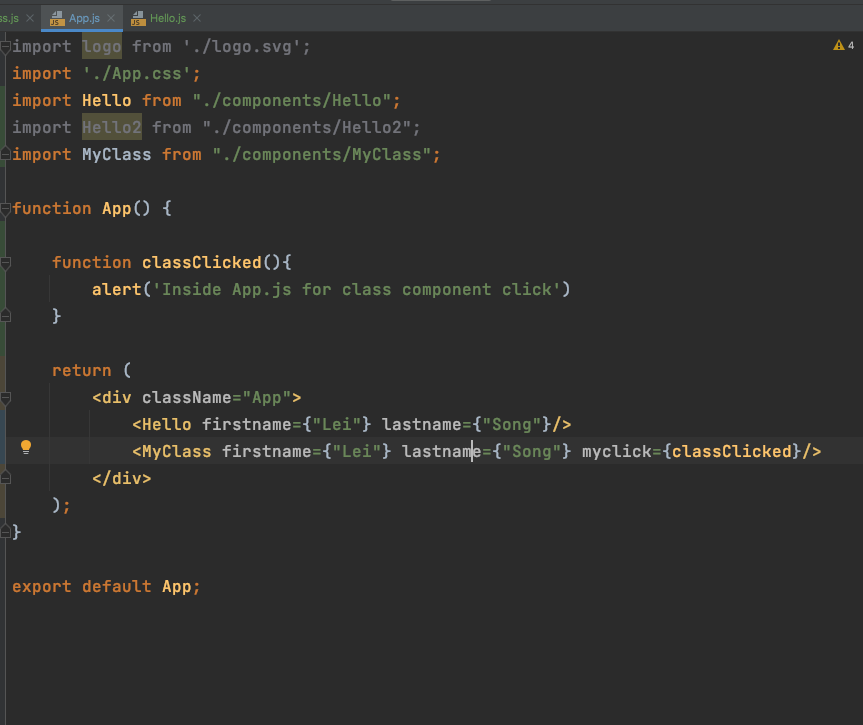 ss.js App.js Hello.js
import logo from './logo.svg'; 4
import './App.css';
import Hello from "./components/Hello";
import Hello2 from "./components/Hello2";
import MyClass from "./components/MyClass";
function App() {
function classClicked(){
alert('Inside App.js for class component click')
}
return (
<div className="App">
<Hello firstname={"Lei"} lastname={"Song"}/>
<MyClass firstname={"Lei"} lastname={"Song"} myclick={classClicked}/>
</div>
);
}
export default App;